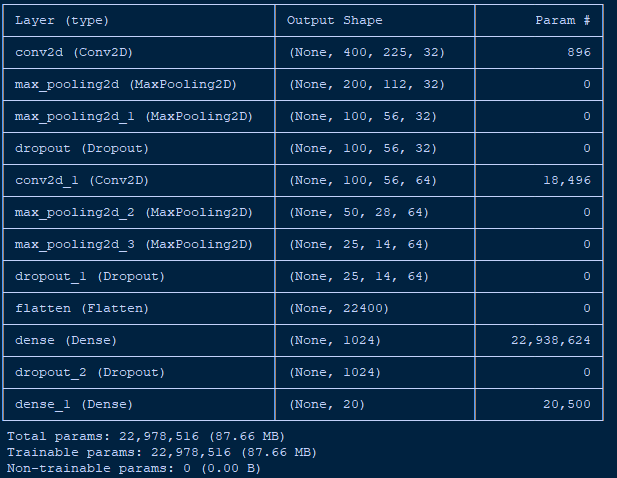 Layer (type) Output Shape Param #
conv2d (Conv2D) (None, 400, 225, 32) 896
max_pooling2d (MaxPooling2D) (None, 200, 112, 32) 0
max_pooling2d_1 (MaxPooling2D) (None, 100, 56, 32) 0
dropout (Dropout) (None, 100, 56, 32) 0
conv2d_1 (Conv2D) (None, 100, 56, 64) 18,496
max_pooling2d_2 (MaxPooling2D) (None, 50, 28, 64) 0
max_pooling2d_3 (MaxPooling2D) (None, 25, 14, 64) 0
dropout_1 (Dropout) (None, 25, 14, 64) 0
flatten (Flatten) (None, 22400) 0
dense (Dense) (None, 1024) 22,938,624
dropout_2 (Dropout) (None, 1024) 0
dense_1 (Dense) (None, 20) 20,500
Total params: 22,978,516 (87.66 MB)
Trainable params: 22,978,516 (87.66 MB)
Non-trainable params: 0 (0.00 B)